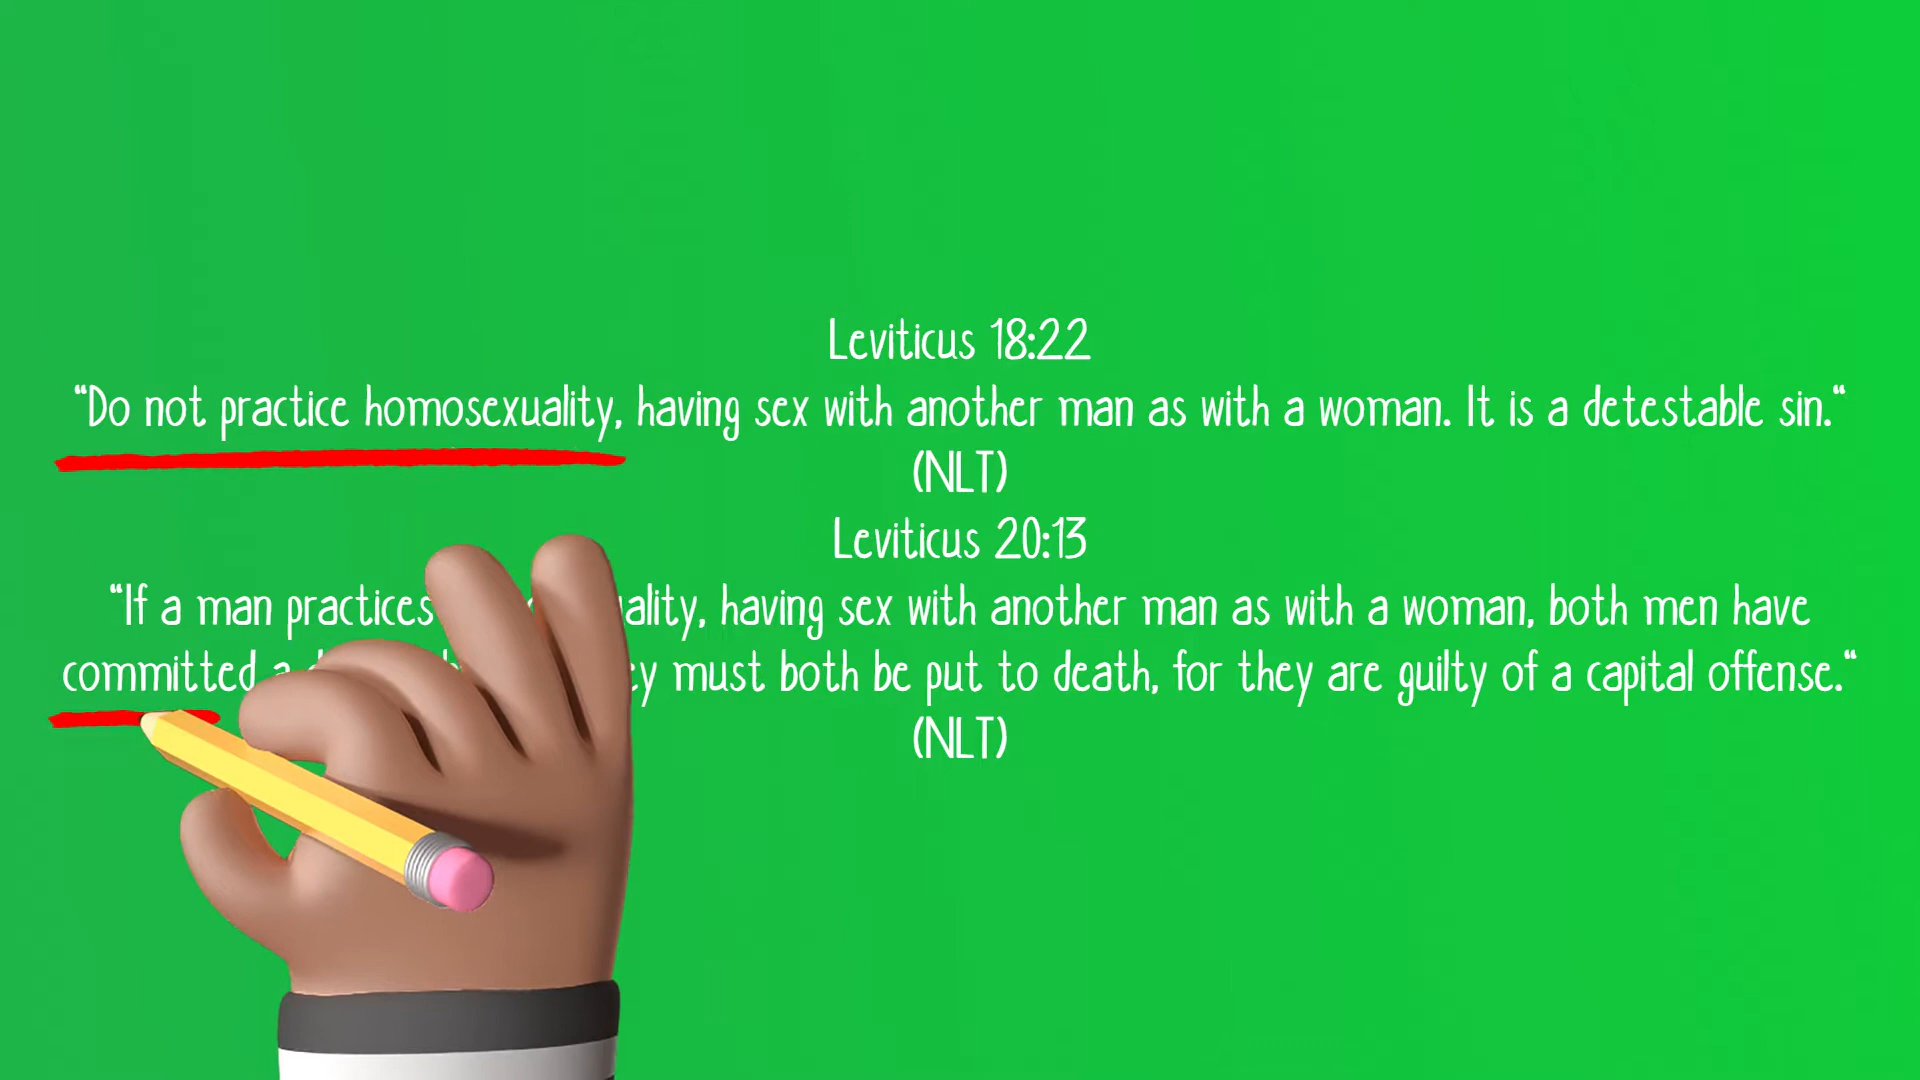 Leviticus 18:22
“Do not practice homosexuality, having sex with another man as with a woman. It is a detestable sin.“
(NLT)
Leviticus 20:13
“If a man practices ality, having sex with another man as with a woman, both men have
committed a must both be put to death, for they are guilty of a capital offense.“
(NLT)